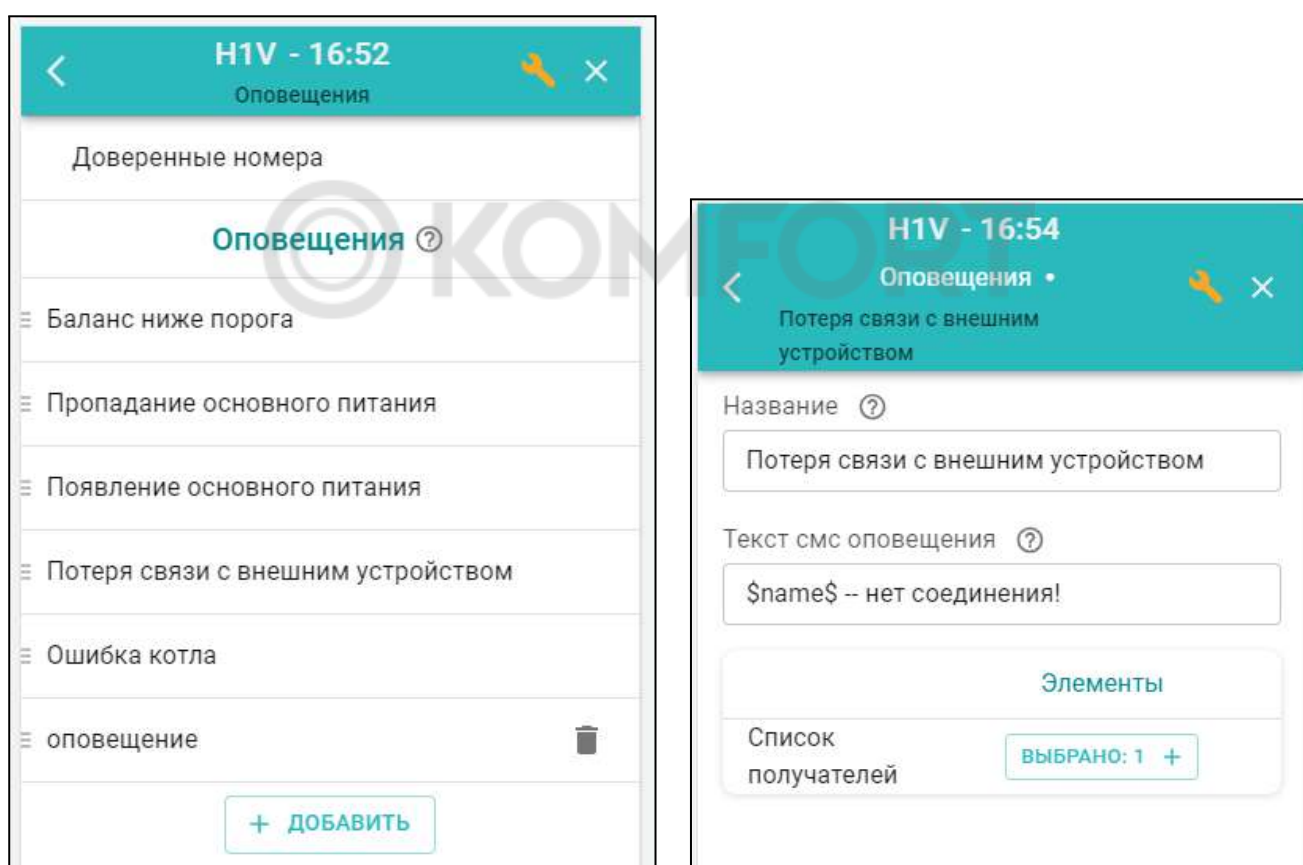 H1V - 16:52
Оповещения
Доверенные номера
Оповещения ?
Баланс ниже порога
Пропадание основного питания
Появление основного питания
Потеря связи с внешним устройством
Ошибка котла
оповещение
+ ДОБАВИТЬ
KOMFORT
H1V - 16:54
Оповещения •
Потеря связи с внешним
устройством
Название ?
Потеря связи с внешним устройством
Текст смс оповещения ?
$name$ -- нет соединения!
Элементы
Список
получателей
ВЫБРАНО: 1 +